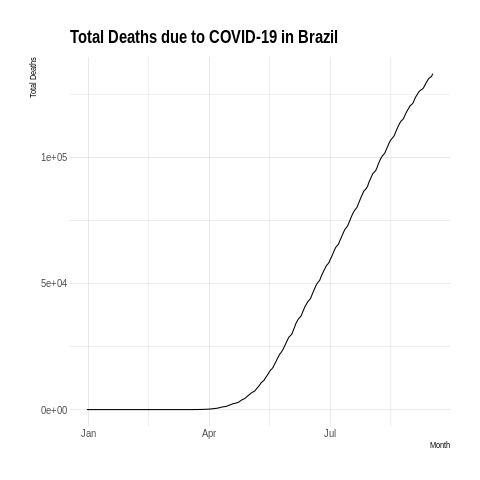 Total Deaths due to COVID-19 in Brazil
Total Deaths
1e+05
5e+04
0e+00
Jan Apr Jul
Month